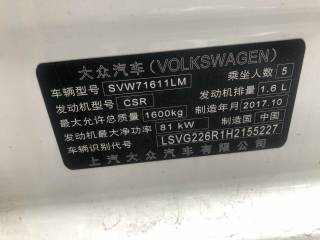 大众汽车(VOLKSWAGEN)
车辆型号 SVW71611LM 乘坐人数 5
发动机型号 CSR 发动机排量 1.6 L
最大允许总质量 1600kg 制造年月 2017.10
发动机最大净功率 81 kW 制造国 中国
车辆识别代号 LSVG226R1H2155227
上汽大众汽车有限公司